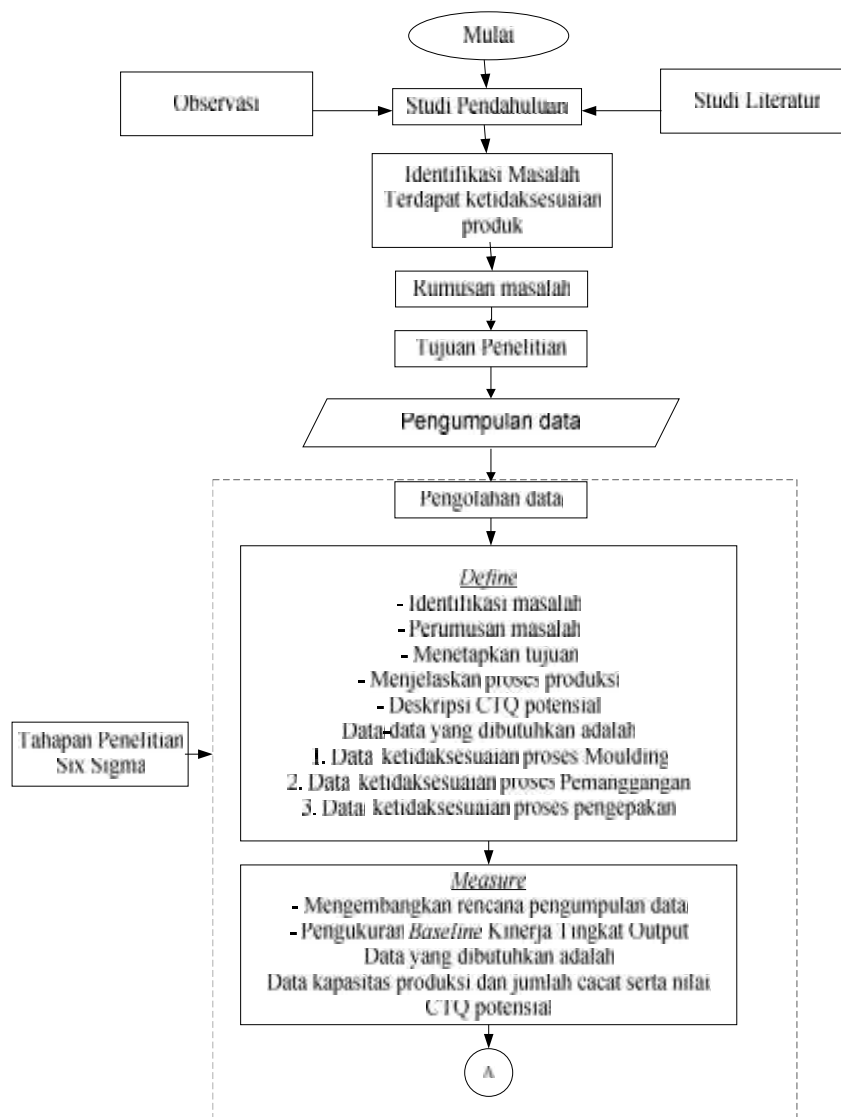 Mulai
Observasi
Studi Pendahuluan
Studi Literatur
Identifikasi Masalah
Terdapat ketidaksesuaian
produk
Rumusan masalah
Tujuan Penelitian
Pengumpulan data
Pengolahan data
Define
- Identifikasi masalah
- Perumusan masalah
- Menetapkan tujuan
- Menjelaskan proses produksi
- Deskripsi CTQ potensial
Data-data yang dibutuhkan adalah
1. Data ketidaksesuaian proses Moulding
2. Data ketidaksesuaian proses Pemanggangan
3. Data ketidaksesuaian proses pengepakan
Tahapan Penelitian
Six Sigma
Measure
- Mengembangkan rencana pengumpulan data
- Pengukuran Baseline Kinerja Tingkat Output
Data yang dibutuhkan adalah
Data kapasitas produksi dan jumlah cacat serta nilai
CTQ potensial
A